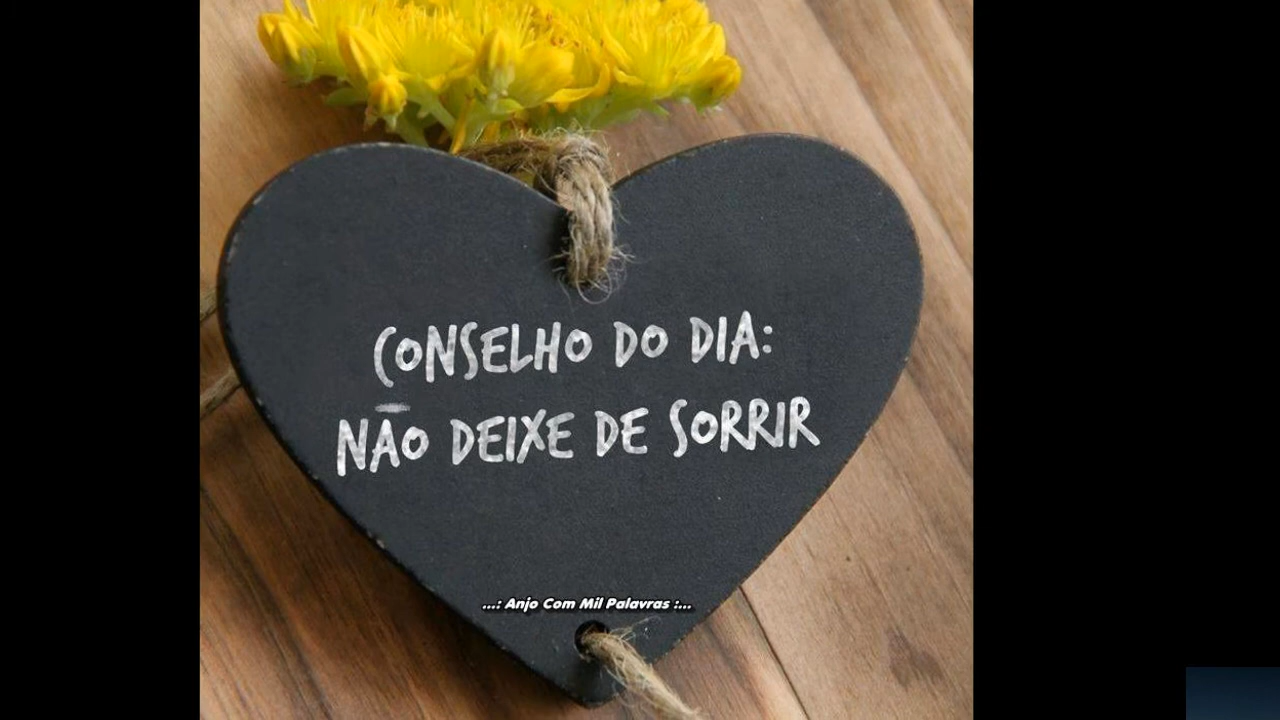 CONSELHO DO DIA:
NÃO DEIXE DE SORRIR
...: Anjo Com Mil Palavras :...